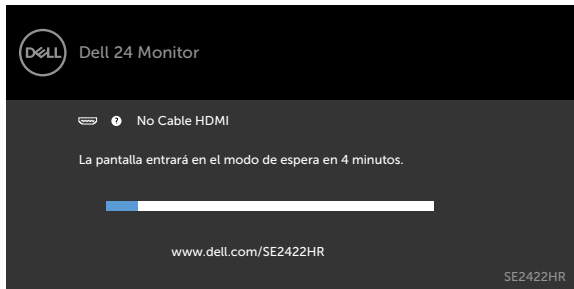 DELL
Dell 24 Monitor
? No Cable HDMI
La pantalla entrará en el modo de espera en 4 minutos.
www.dell.com/SE2422HR
SE2422HR